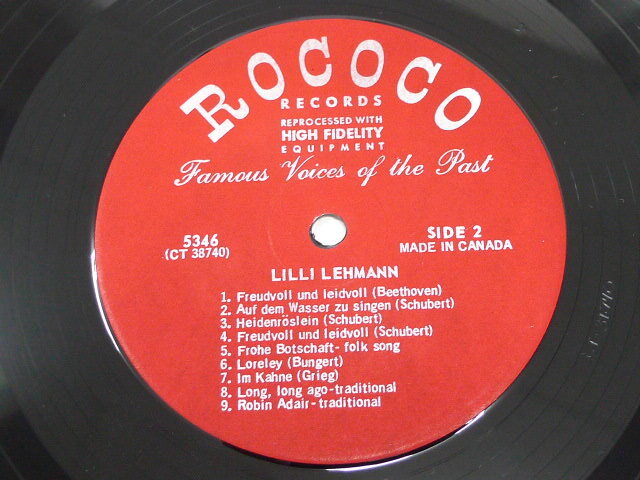 ROCOCO
RECORDS
REPROCESSED WITH
HIGH FIDELITY
EQUIPMENT
Famous Voices of the Past
5346
(CT 38740)
SIDE 2
MADE IN CANADA
LILLI LEHMANN
1. Freudvoll und leidvoll (Beethoven)
2. Auf dem Wasser zu singen (Schubert)
3. Heidenröslein (Schubert)
4. Freudvoll und leidvoll (Schubert)
5. Frohe Botschaft- folk song
6. Loreley (Bungert)
7. Im Kahne (Grieg)
8. Long, long ago-traditional
9. Robin Adair-traditional